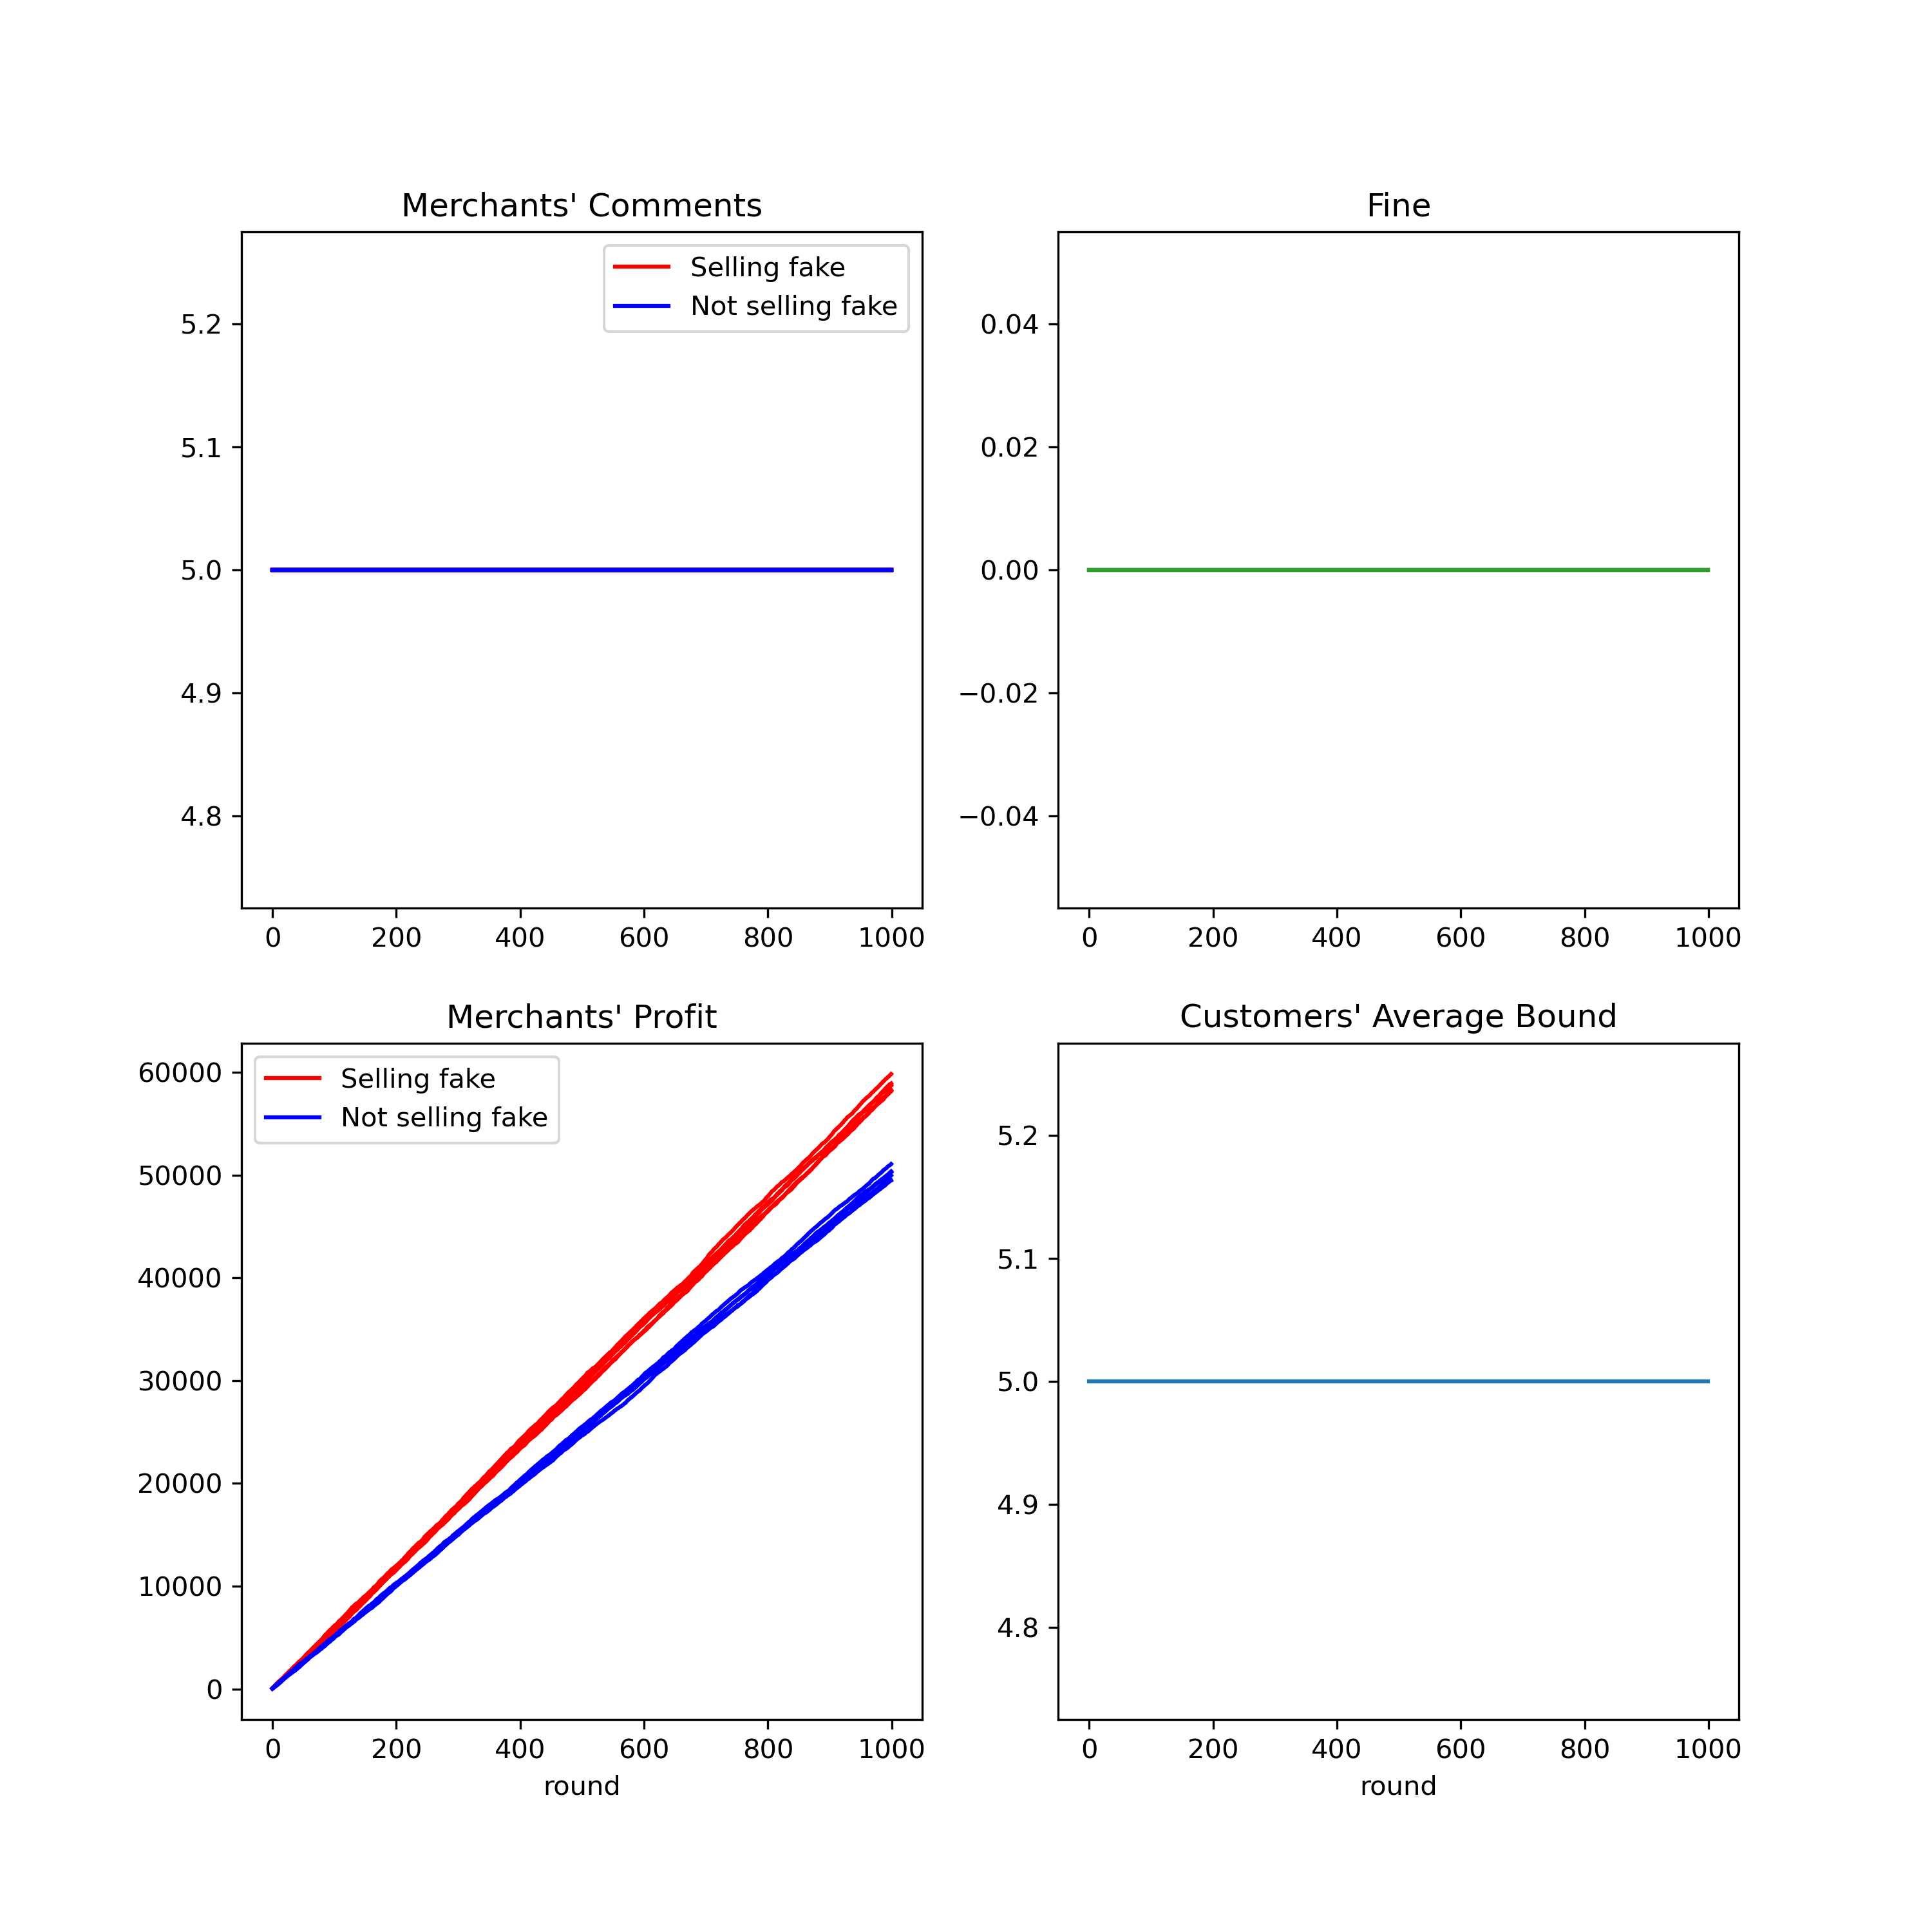 Merchants' Comments
Selling fake
Not selling fake
5.2
5.1
5.0
4.9
4.8
0 200 400 600 800 1000
Fine
0.04
0.02
0.00
−0.02
−0.04
0 200 400 600 800 1000
Merchants' Profit
Selling fake
Not selling fake
60000
50000
40000
30000
20000
10000
0
0 200 400 600 800 1000
round
Customers' Average Bound
5.2
5.1
5.0
4.9
4.8
0 200 400 600 800 1000
round